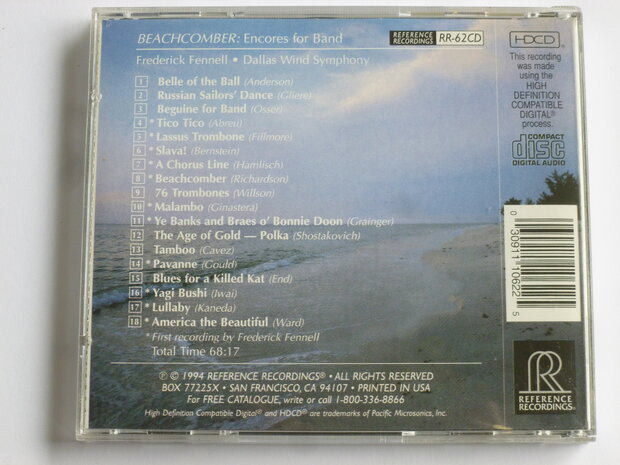 BEACHCOMBER: Encores for Band
REFERENCE RECORDINGS RR-62CD
Frederick Fennell • Dallas Wind Symphony
1 Belle of the Ball (Anderson)
2 Russian Sailors' Dance (Gliere)
3 Beguine for Band (Osser)
4 * Tico Tico (Abreu)
5 * Lassus Trombone (Fillmore)
6 * Slava! (Bernstein)
7 * A Chorus Line (Hamlisch)
8 * Beachcomber (Richardson)
9 76 Trombones (Willson)
10 * Malambo (Ginastera)
11 * Ye Banks and Braes o' Bonnie Doon (Grainger)
12 The Age of Gold — Polka (Shostakovich)
13 Tamboo (Cavez)
14 * Pavanne (Gould)
15 Blues for a Killed Kat (End)
16 * Yagi Bushi (Iwai)
17 * Lullaby (Kaneda)
18 * America the Beautiful (Ward)
* First recording by Frederick Fennell
Total Time 68:17
HDCD®
This recording
was made
using the
HIGH
DEFINITION
COMPATIBLE
DIGITAL®
process.
COMPACT
disc
DIGITAL AUDIO
0 30911 10622 5
℗ © 1994 REFERENCE RECORDINGS® • ALL RIGHTS RESERVED
BOX 77225X • SAN FRANCISCO, CA 94107 • PRINTED IN USA
For FREE CATALOGUE, write or call 1-800-336-8866
High Definition Compatible Digital® and HDCD® are trademarks of Pacific Microsonics, Inc.
RR
REFERENCE
RECORDINGS®